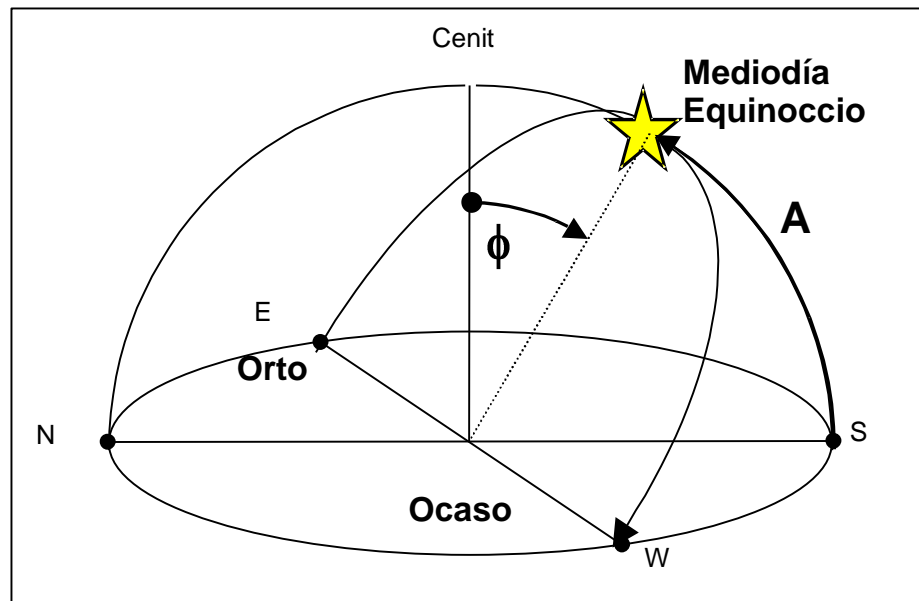 Cenit
Mediodía
Equinoccio
A
ϕ
E
Orto
N
S
Ocaso
W